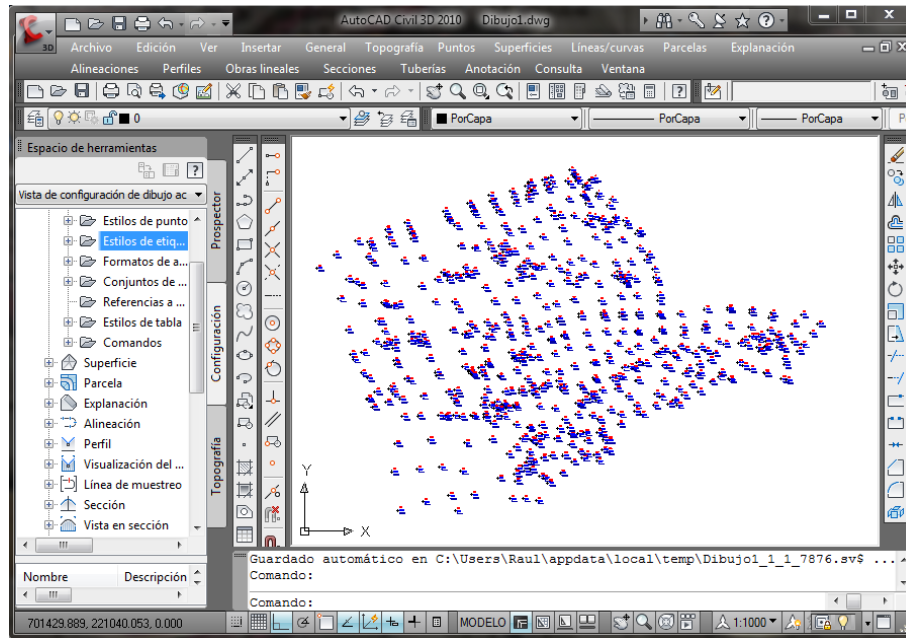 AutoCAD Civil 3D 2010 Dibujo1.dwg
3D
Archivo Edición Ver Insertar General Topografía Puntos Superficies Líneas/curvas Parcelas Explanación
Alineaciones Perfiles Obras lineales Secciones Tuberías Anotación Consulta Ventana
0 PorCapa PorCapa PorCapa P
Espacio de herramientas
Vista de configuración de dibujo ac
Estilos de punto
Estilos de etiq...
Formatos de a...
Conjuntos de ...
Referencias a ...
Estilos de tabla
Comandos
Superficie
Parcela
Explanación
Alineación
Perfil
Visualización del ...
Línea de muestreo
Sección
Vista en sección
Prospector
Configuración
Topografía
Nombre Descripción
Y
X
Guardado automático en C:\Users\Raul\appdata\local\temp\Dibujo1_1_1_7876.sv$ ...
Comando:
Comando:
701429.889, 221040.053, 0.000 MODELO 1:1000